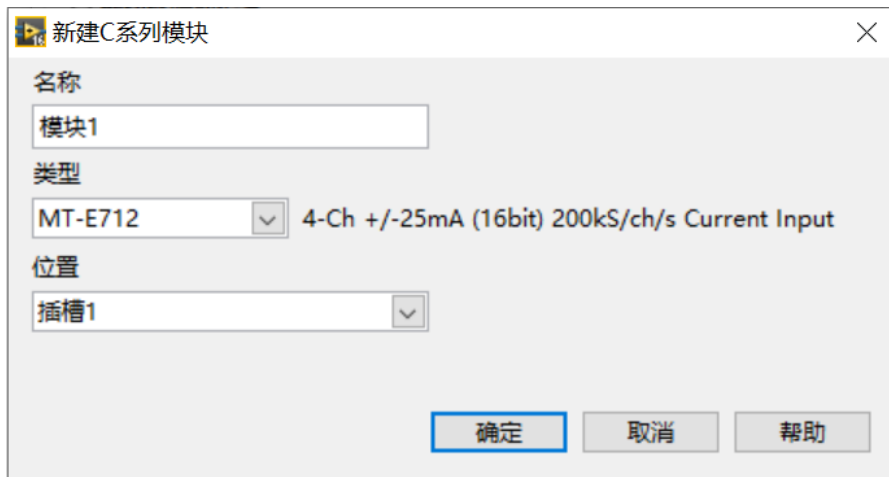 新建C系列模块
名称
模块1
类型
MT-E712 4-Ch +/-25mA (16bit) 200kS/ch/s Current Input
位置
插槽1
确定 取消 帮助